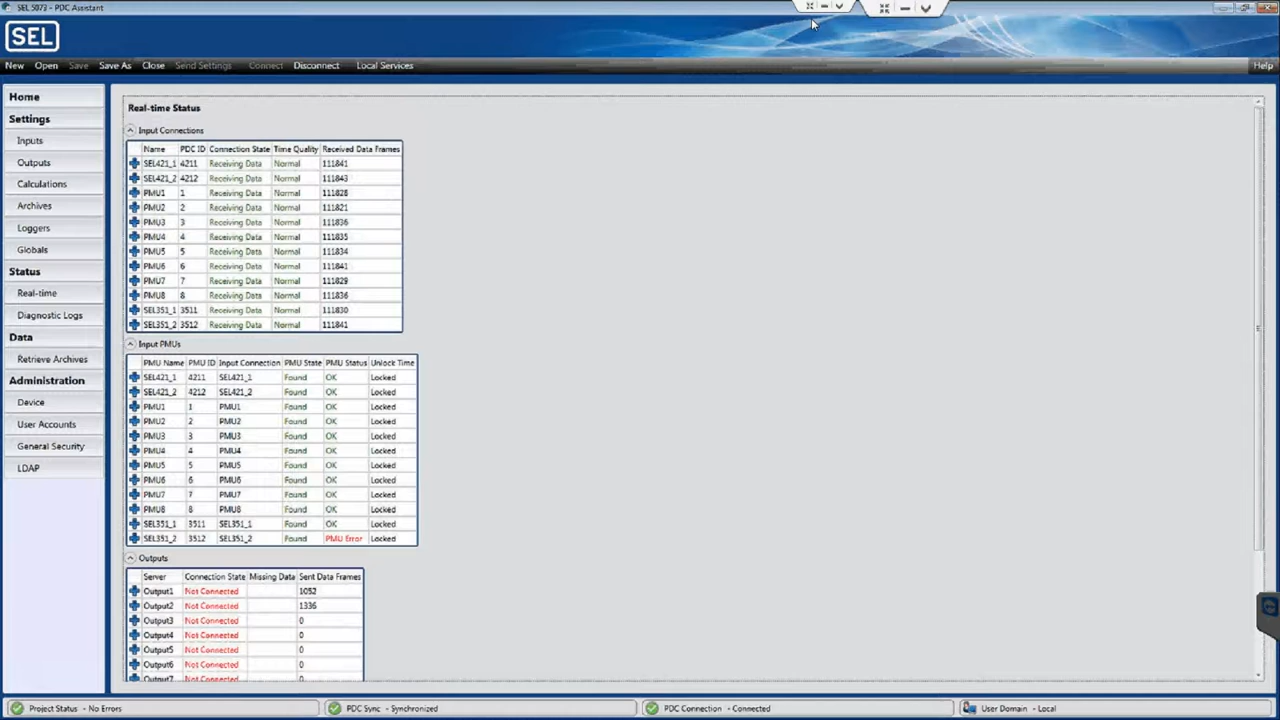 SEL 5073 - PDC Assistant
SEL
New Open Save Save As Close Send Settings Connect Disconnect Local Services Help
Home
Settings
Inputs
Outputs
Calculations
Archives
Loggers
Globals
Status
Real-time
Diagnostic Logs
Data
Retrieve Archives
Administration
Device
User Accounts
General Security
LDAP
Real-time Status
Input Connections
Name PDC ID Connection State Time Quality Received Data Frames
SEL421_1 4211 Receiving Data Normal 111841
SEL421_2 4212 Receiving Data Normal 111843
PMU1 1 Receiving Data Normal 111828
PMU2 2 Receiving Data Normal 111821
PMU3 3 Receiving Data Normal 111836
PMU4 4 Receiving Data Normal 111835
PMU5 5 Receiving Data Normal 111834
PMU6 6 Receiving Data Normal 111841
PMU7 7 Receiving Data Normal 111829
PMU8 8 Receiving Data Normal 111836
SEL351_1 3511 Receiving Data Normal 111830
SEL351_2 3512 Receiving Data Normal 111841
Input PMUs
PMU Name PMU ID Input Connection PMU State PMU Status Unlock Time
SEL421_1 4211 SEL421_1 Found OK Locked
SEL421_2 4212 SEL421_2 Found OK Locked
PMU1 1 PMU1 Found OK Locked
PMU2 2 PMU2 Found OK Locked
PMU3 3 PMU3 Found OK Locked
PMU4 4 PMU4 Found OK Locked
PMU5 5 PMU5 Found OK Locked
PMU6 6 PMU6 Found OK Locked
PMU7 7 PMU7 Found OK Locked
PMU8 8 PMU8 Found OK Locked
SEL351_1 3511 SEL351_1 Found OK Locked
SEL351_2 3512 SEL351_2 Found PMU Error Locked
Outputs
Server Connection State Missing Data Sent Data Frames
Output1 Not Connected 1052
Output2 Not Connected 1336
Output3 Not Connected 0
Output4 Not Connected 0
Output5 Not Connected 0
Output6 Not Connected 0
Output7 Not Connected 0
Project Status - No Errors PDC Sync - Synchronized PDC Connection - Connected User Domain - Local